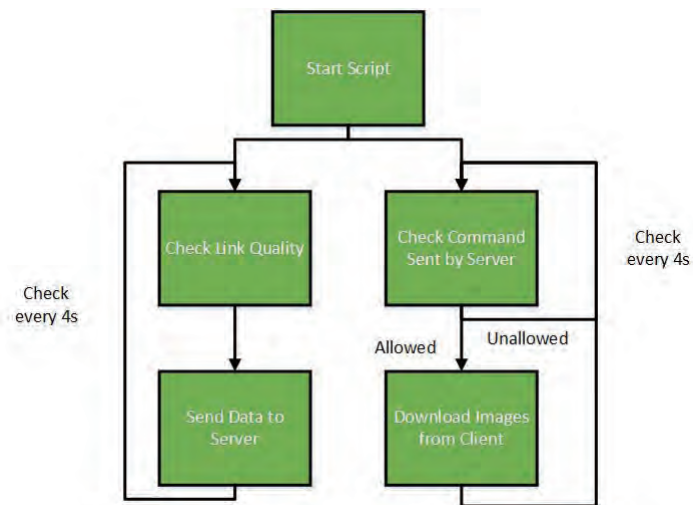 Start Script
Check Link Quality
Check Command
Sent by Server
Check
every 4s
Check
every 4s
Allowed
Unallowed
Send Data to
Server
Download Images
from Client